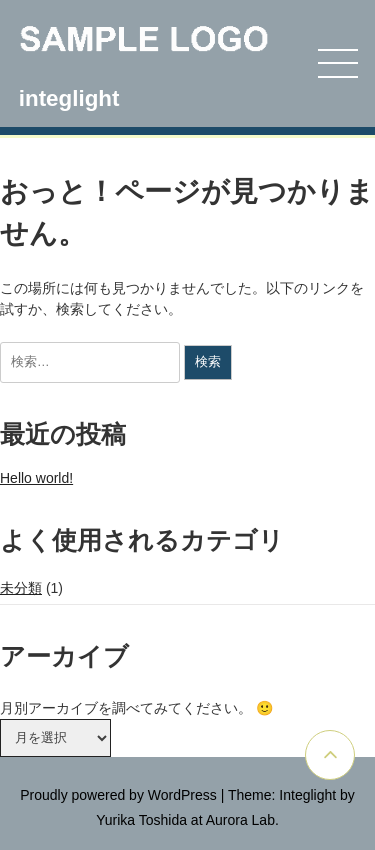 SAMPLE LOGO
integlight
おっと！ページが見つかりま
せん。
この場所には何も見つかりませんでした。以下のリンクを
試すか、検索してください。
検索…
検索
最近の投稿
Hello world!
よく使用されるカテゴリ
未分類 (1)
アーカイブ
月別アーカイブを調べてみてください。 🙂
月を選択
Proudly powered by WordPress | Theme: Integlight by
Yurika Toshida at Aurora Lab.